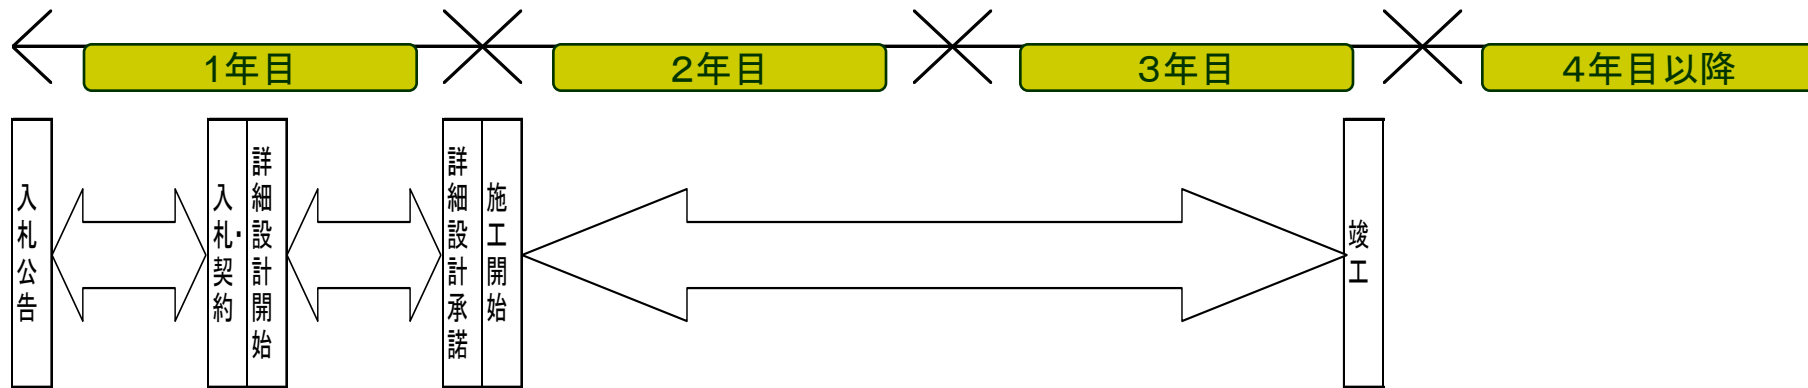 1年目
2年目
3年目
4年目以降
入札公告
入札・契約
詳細設計開始
詳細設計承諾
施工開始
竣工